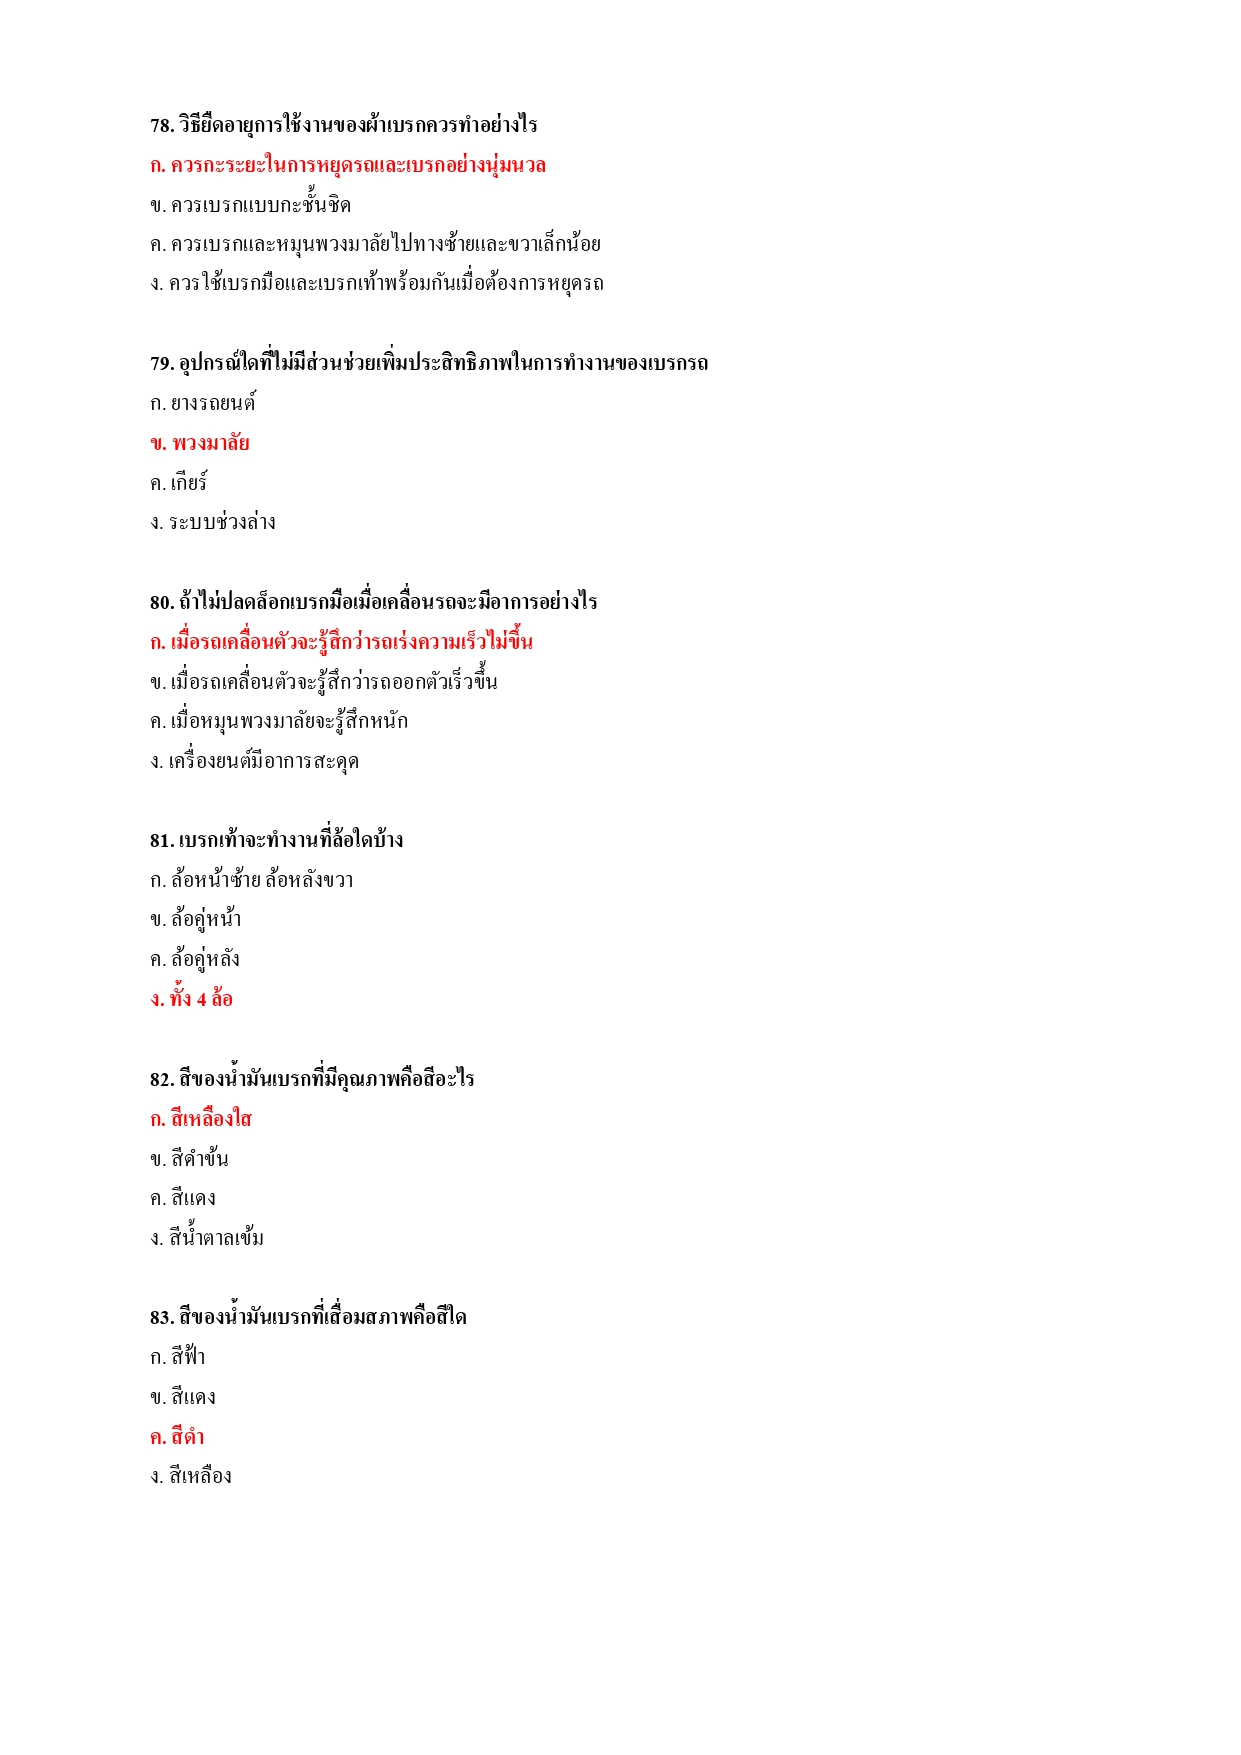 78. วิธียืดอายุการใช้งานของผ้าเบรกควรทำอย่างไร
ก. ควรกะระยะในการหยุดรถและเบรกอย่างนุ่มนวล
ข. ควรเบรกแบบกะชั้นชิด
ค. ควรเบรกและหมุนพวงมาลัยไปทางซ้ายและขวาเล็กน้อย
ง. ควรใช้เบรกมือและเบรกเท้าพร้อมกันเมื่อต้องการหยุดรถ
79. อุปกรณ์ใดที่ไม่มีส่วนช่วยเพิ่มประสิทธิภาพในการทำงานของเบรกรถ
ก. ยางรถยนต์
ข. พวงมาลัย
ค. เกียร์
ง. ระบบช่วงล่าง
80. ถ้าไม่ปลดล็อกเบรกมือเมื่อเคลื่อนรถจะมีอาการอย่างไร
ก. เมื่อรถเคลื่อนตัวจะรู้สึกว่ารถเร่งความเร็วไม่ขึ้น
ข. เมื่อรถเคลื่อนตัวจะรู้สึกว่ารถออกตัวเร็วขึ้น
ค. เมื่อหมุนพวงมาลัยจะรู้สึกหนัก
ง. เครื่องยนต์มีอาการสะดุด
81. เบรกเท้าจะทำงานที่ล้อใดบ้าง
ก. ล้อหน้าซ้าย ล้อหลังขวา
ข. ล้อคู่หน้า
ค. ล้อคู่หลัง
ง. ทั้ง 4 ล้อ
82. สีของน้ำมันเบรกที่มีคุณภาพคือสีอะไร
ก. สีเหลืองใส
ข. สีดำข้น
ค. สีแดง
ง. สีน้ำตาลเข้ม
83. สีของน้ำมันเบรกที่เสื่อมสภาพคือสีใด
ก. สีฟ้า
ข. สีแดง
ค. สีดำ
ง. สีเหลือง